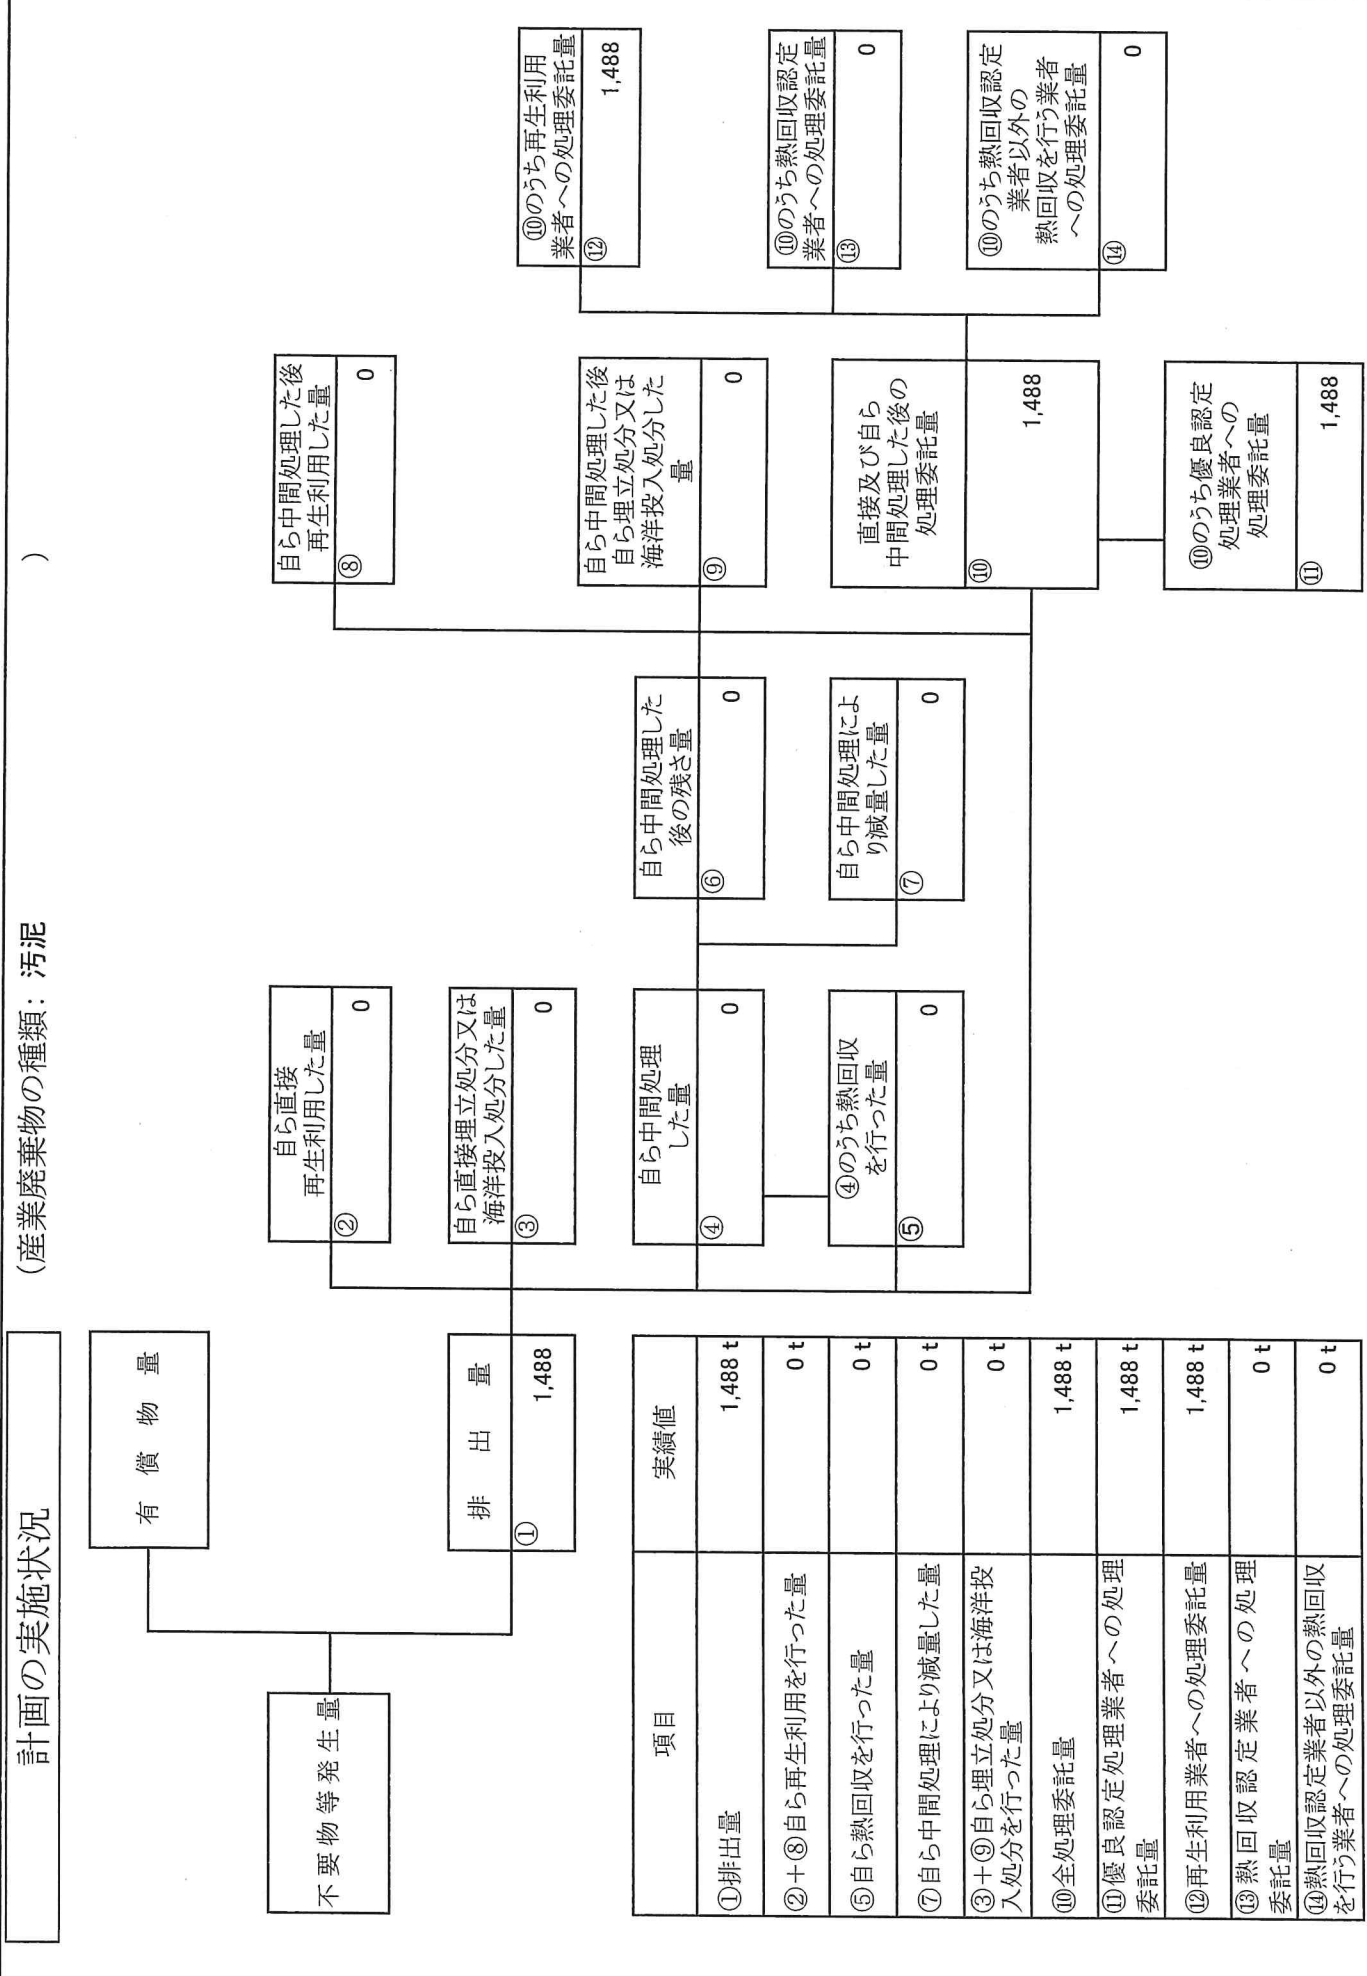 計画の実施状況
(産業廃棄物の種類：汚泥
)
有償物量
不要物等発生量
排出量
①
1,488
自ら直接
再生利用した量
②
0
自ら直接埋立処分又は
海洋投入処分した量
③
0
自ら中間処理
した量
④
0
④のうち熱回収
を行った量
⑤
0
自ら中間処理した
後の残さ量
⑥
0
自ら中間処理によ
り減量した量
⑦
0
自ら中間処理した後
再生利用した量
⑧
0
自ら中間処理した後
自ら埋立処分又は
海洋投入処分した
量
⑨
0
直接及び自ら
中間処理した後の
処理委託量
⑩
1,488
⑩のうち優良認定
処理業者への
処理委託量
⑪
1,488
⑩のうち再生利用
業者への処理委託量
⑫
1,488
⑩のうち熱回収認定
業者への処理委託量
⑬
0
⑩のうち熱回収認定
業者以外の
熱回収を行う業者
への処理委託量
⑭
0
項目 実績値
①排出量 1,488 t
②+⑧自ら再生利用を行った量 0 t
⑤自ら熱回収を行った量 0 t
⑦自ら中間処理により減量した量 0 t
③+⑨自ら埋立処分又は海洋投
入処分を行った量 0 t
⑩全処理委託量 1,488 t
⑪優良認定処理業者への処理
委託量 1,488 t
⑫再生利用業者への処理委託量 1,488 t
⑬熱回収認定業者への処理
委託量 0 t
⑭熱回収認定業者以外の熱回収
を行う業者への処理委託量 0 t